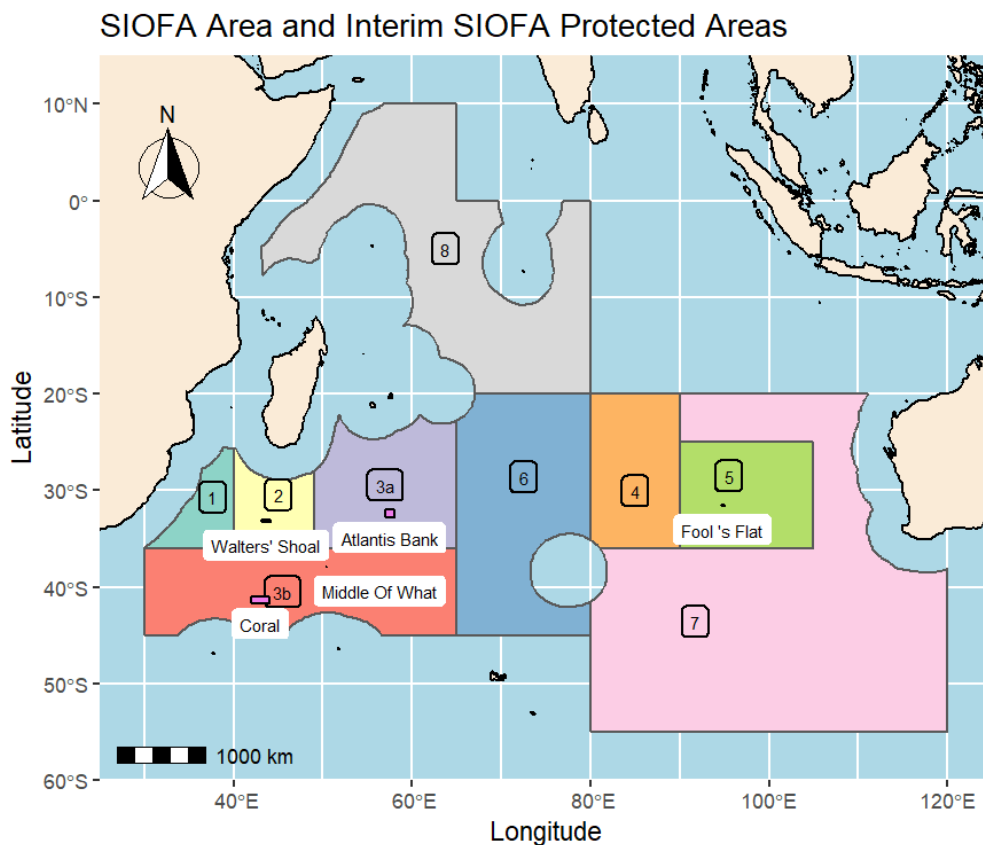 SIOFA Area and Interim SIOFA Protected Areas
N
10°N
0°
10°S
20°S
30°S
40°S
50°S
60°S
Latitude
8
1
2
3a
6
4
5
Walters' Shoal
Atlantis Bank
Fool 's Flat
3b
Middle Of What
Coral
7
1000 km
40°E
60°E
80°E
100°E
120°E
Longitude